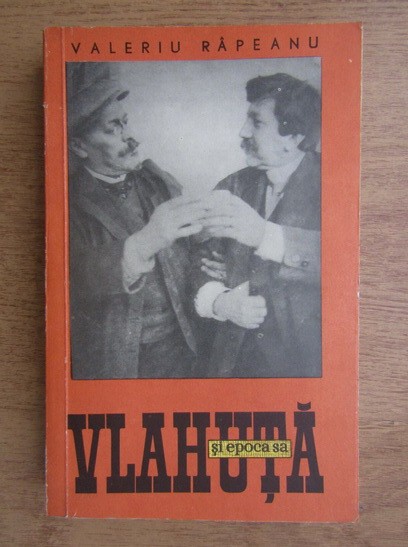 VALERIU RÂPEANU
VLAHUȚĂ
și epoca sa